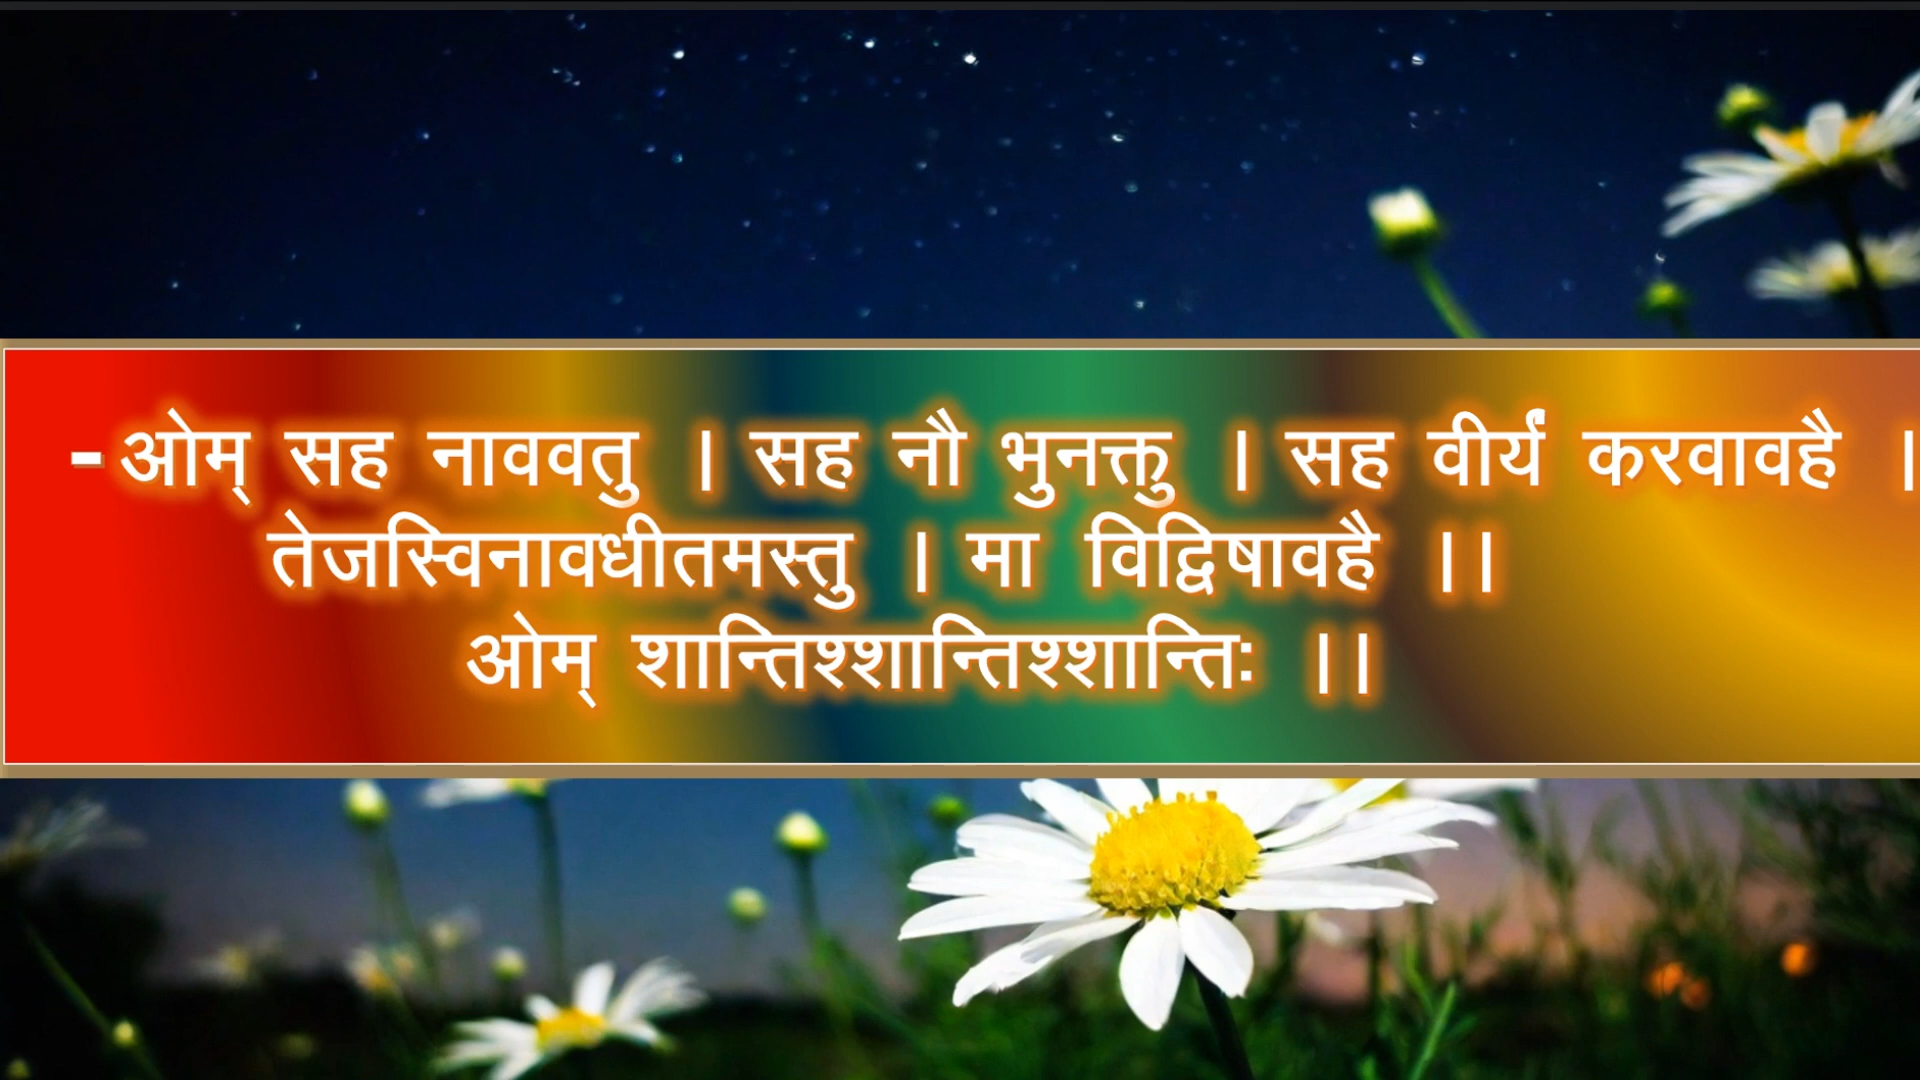 -ओम् सह नाववतु । सह नौ भुनक्तु । सह वीर्यं करवावहै ।
तेजस्विनावधीतमस्तु । मा विद्विषावहै ।।
ओम् शान्तिश्शान्तिश्शान्तिः ।।